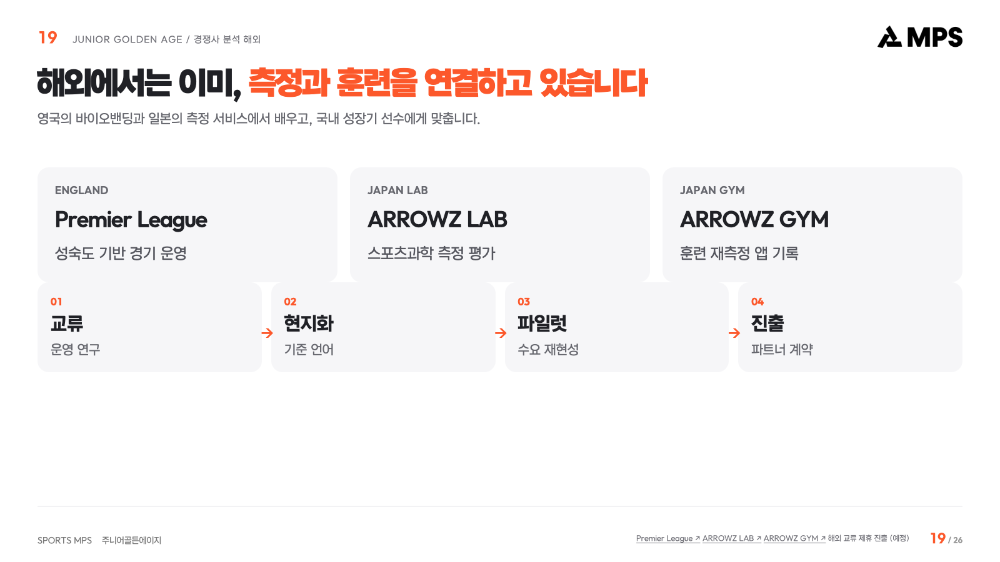 19 JUNIOR GOLDEN AGE / 경쟁사 분석 해외
MPS
해외에서는 이미, 측정과 훈련을 연결하고 있습니다
영국의 바이오밴딩과 일본의 측정 서비스에서 배우고, 국내 성장기 선수에게 맞춥니다.
ENGLAND
Premier League
성숙도 기반 경기 운영
JAPAN LAB
ARROWZ LAB
스포츠과학 측정 평가
JAPAN GYM
ARROWZ GYM
훈련 재측정 앱 기록
01
교류
운영 연구
→
02
현지화
기준 언어
→
03
파일럿
수요 재현성
→
04
진출
파트너 계약
SPORTS MPS 주니어골든에이지
Premier League ↗ ARROWZ LAB ↗ ARROWZ GYM ↗ 해외 교류 제휴 진출 (예정)
19 / 26